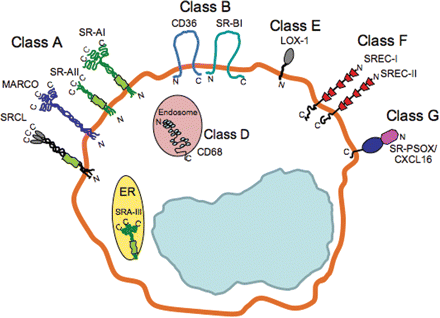 Class B
CD36 SR-BI
Class E
LOX-1
Class A
SR-AI
C C
C
SR-AII
C C
C
MARCO
C C
C
SRCL
C C
C
N
N
N
N
N C N C
N
Class F
SREC-I
SREC-II
C
C
N
N
Class G
N
C
SR-PSOX/
CXCL16
Endosome
N
Class D
C
CD68
ER
SRA-III
C C
C
N